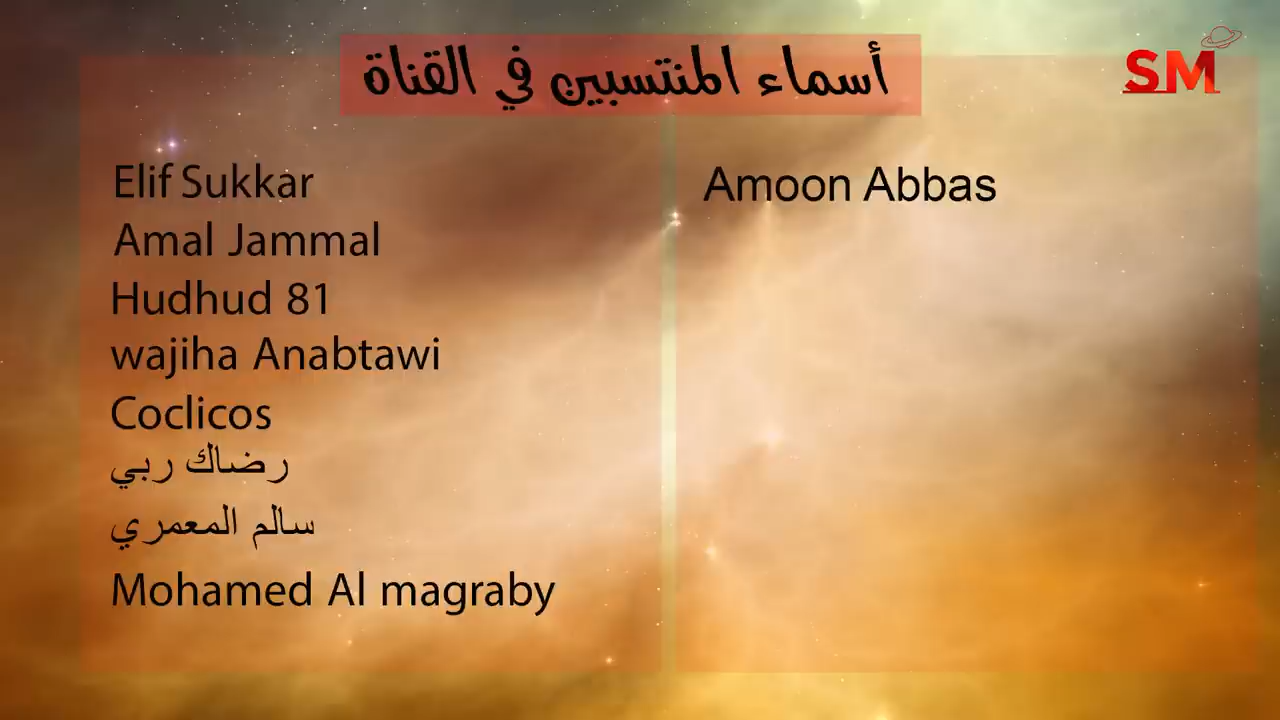 أسماء المنتسبين في القناة
SM
Elif Sukkar
Amal Jammal
Hudhud 81
wajiha Anabtawi
Coclicos
رضاك ربي
سالم المعمري
Mohamed Al magraby
Amoon Abbas